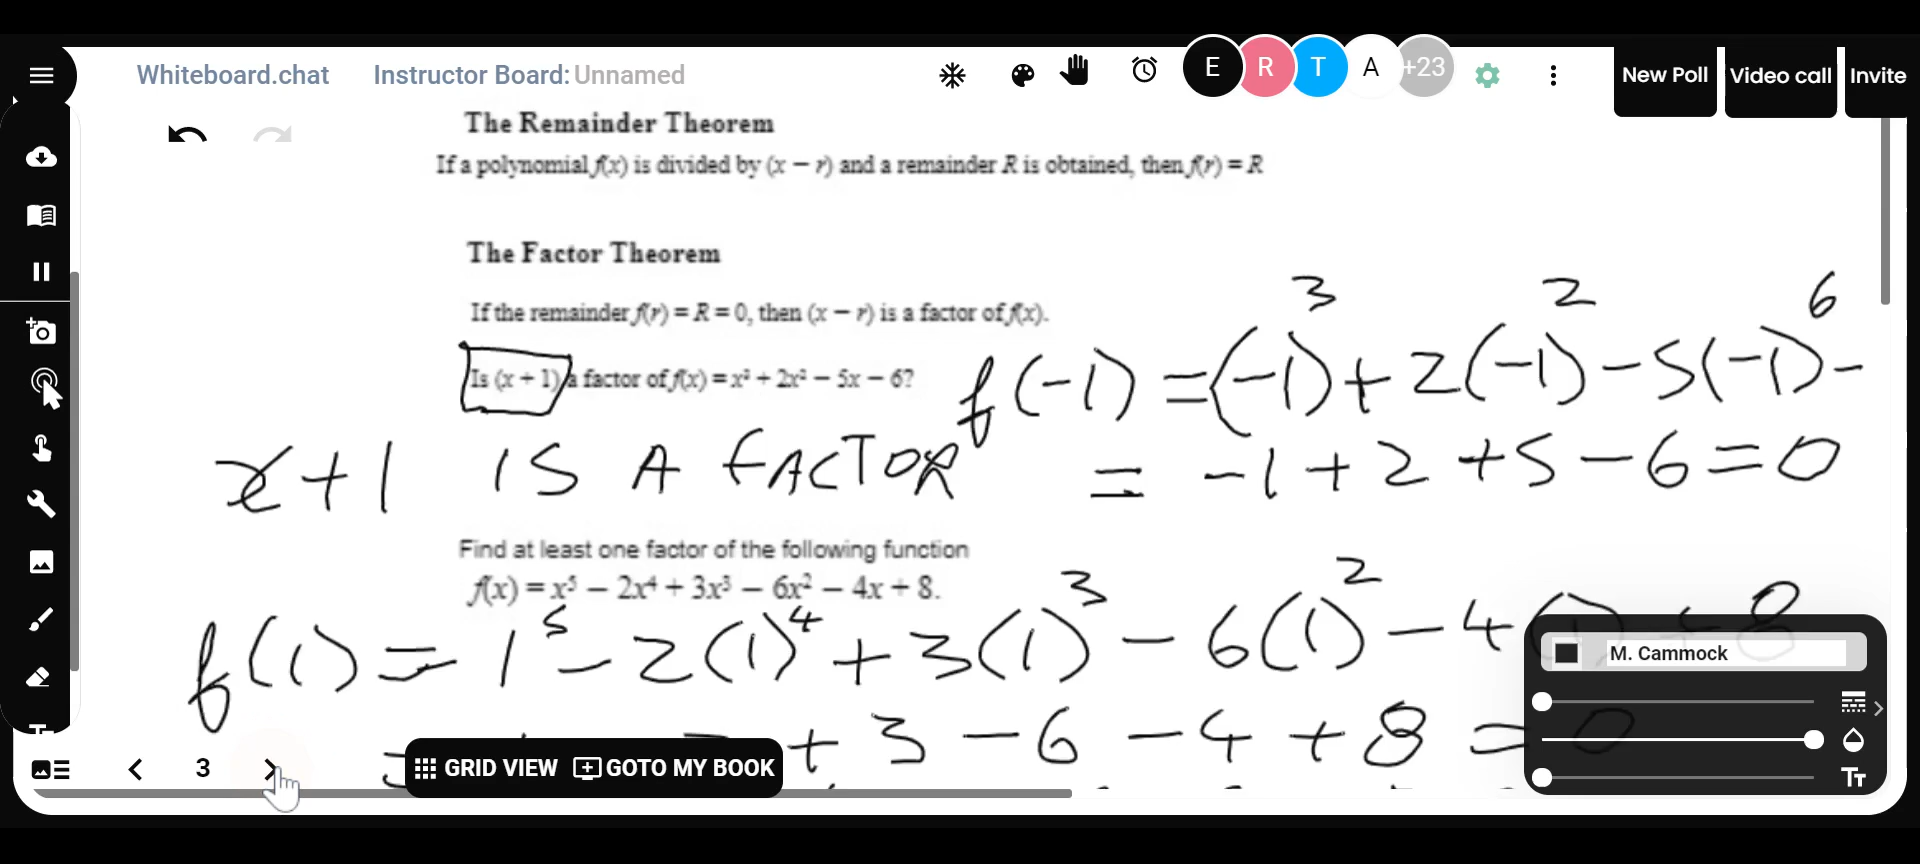 Whiteboard.chat Instructor Board: Unnamed E R T A +23 New Poll Video call Invite
The Remainder Theorem
If a polynomial f(x) is divided by (x − r) and a remainder R is obtained, then f(r) = R
The Factor Theorem
If the remainder f(r) = R = 0, then (x − r) is a factor of f(x).
Is (x + 1) a factor of f(x) = x³ + 2x² − 5x − 6? f(-1) = (-1)³ + 2(-1)² - 5(-1) - 6
x+1 IS A FACTOR = -1 + 2 + 5 - 6 = 0
Find at least one factor of the following function
f(x) = x⁵ − 2x⁴ + 3x³ − 6x² − 4x + 8.
f(1) = 1⁵ - 2(1)⁴ + 3(1)³ - 6(1)² - 4(1) + 8
M. Cammock
+ 3 - 6 - 4 + 8 = 0
3 GRID VIEW GOTO MY BOOK Tт